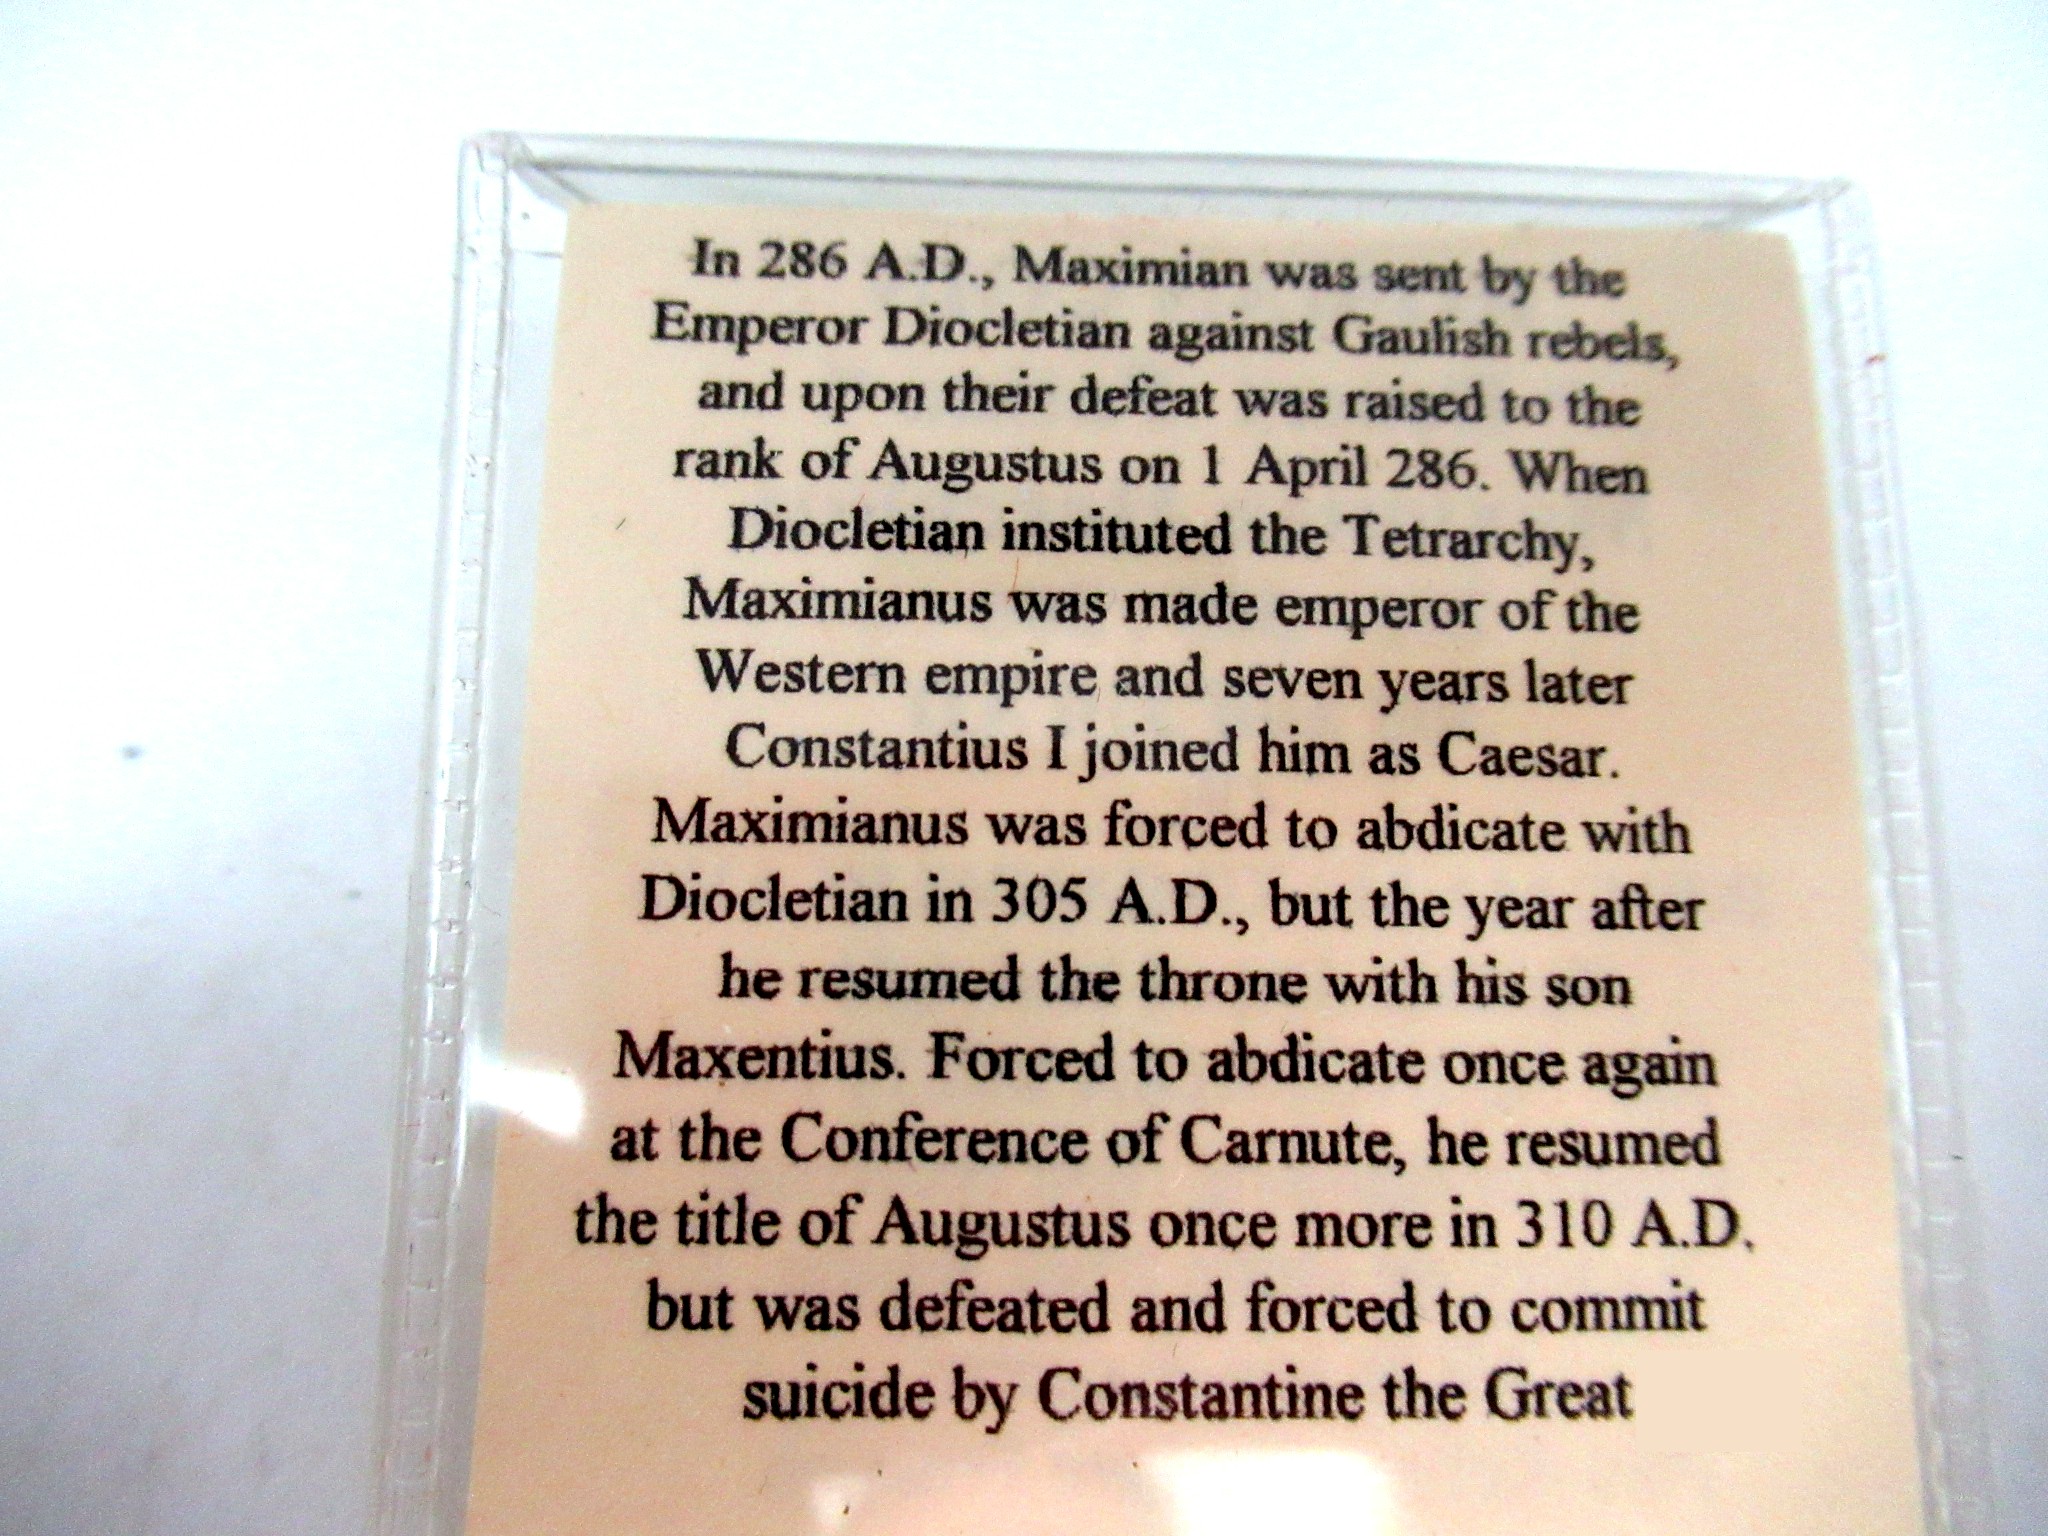 In 286 A.D., Maximian was sent by the
Emperor Diocletian against Gaulish rebels,
and upon their defeat was raised to the
rank of Augustus on 1 April 286. When
Diocletian instituted the Tetrarchy,
Maximianus was made emperor of the
Western empire and seven years later
Constantius I joined him as Caesar.
Maximianus was forced to abdicate with
Diocletian in 305 A.D., but the year after
he resumed the throne with his son
Maxentius. Forced to abdicate once again
at the Conference of Carnute, he resumed
the title of Augustus once more in 310 A.D.
but was defeated and forced to commit
suicide by Constantine the Great